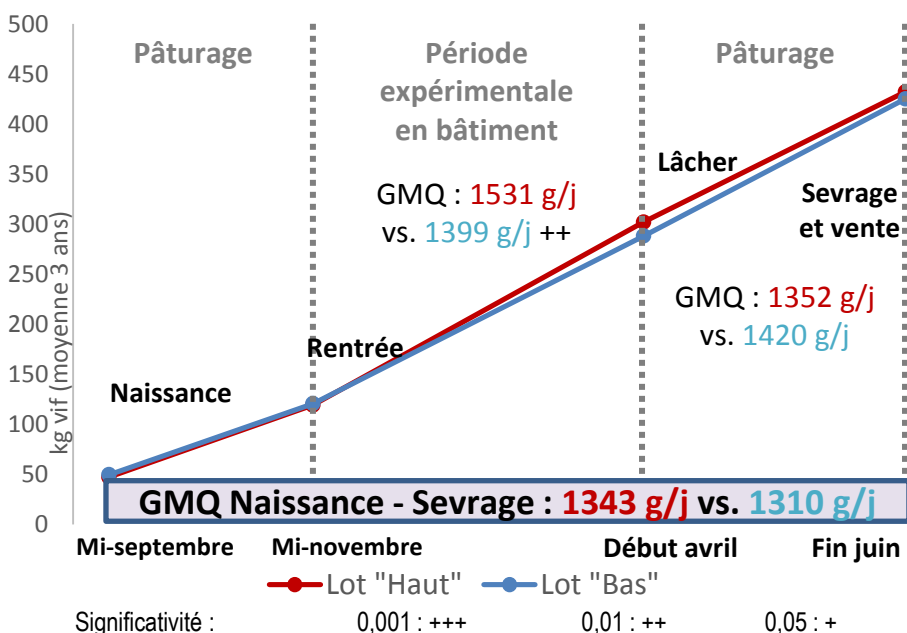 500
450
400
350
300
250
200
150
100
50
0
kg vif (moyenne 3 ans)
Pâturage
Période
expérimentale
en bâtiment
Pâturage
GMQ : 1531 g/j
vs. 1399 g/j ++
Lâcher
Sevrage
et vente
GMQ : 1352 g/j
vs. 1420 g/j
Rentrée
Naissance
GMQ Naissance - Sevrage : 1343 g/j vs. 1310 g/j
Mi-septembre Mi-novembre Début avril Fin juin
Lot "Haut" Lot "Bas"
Significativité : 0,001 : +++ 0,01 : ++ 0,05 : +